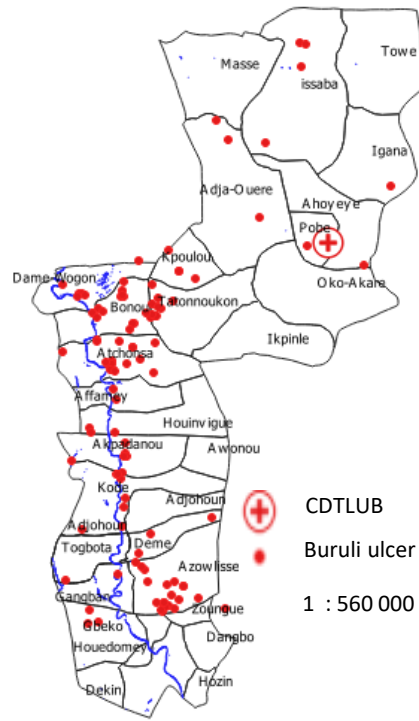 Towe
Masse
issaba
Igana
Adja-Ouere
Ahoyeye
Pobe
Kpoulou
Dame-Wogon
Oko-Akare
Bonou
Tatonnoukon
Ikpinle
Atchonsa
Affamey
Houinvigue
Akpadanou
Awonou
Kode
Adjohoun
CDTLUB
Adjohoun
Togbota
Deme
Buruli ulcer
Azowlisse
Gangban
Zoungue
1 : 560 000
Gbeko
Dangbo
Houedomey
Hozin
Dekin